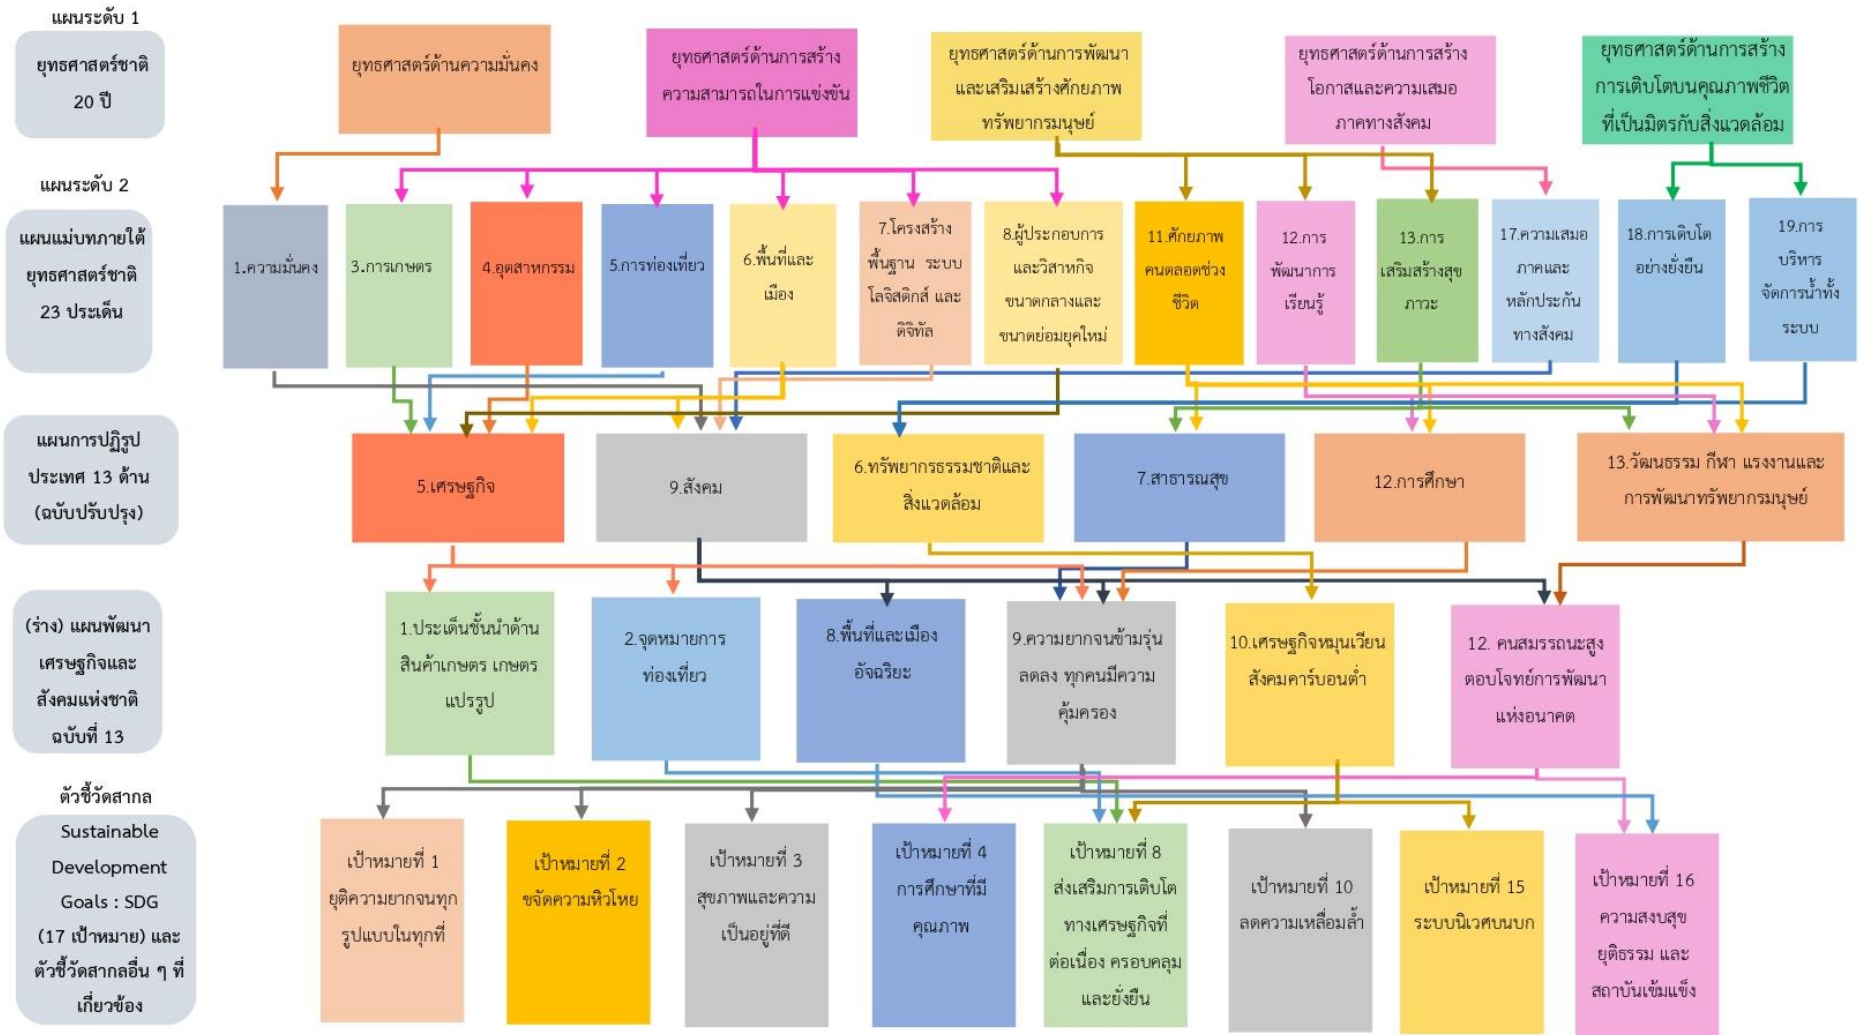 แผนระดับ 1
ยุทธศาสตร์ชาติ
20 ปี
ยุทธศาสตร์ด้านความมั่นคง
ยุทธศาสตร์ด้านการสร้าง
ความสามารถในการแข่งขัน
ยุทธศาสตร์ด้านการพัฒนา
และเสริมเสร้างศักยภาพ
ทรัพยากรมนุษย์
ยุทธศาสตร์ด้านการสร้าง
โอกาสและความเสมอ
ภาคทางสังคม
ยุทธศาสตร์ด้านการสร้าง
การเติบโตบนคุณภาพชีวิต
ที่เป็นมิตรกับสิ่งแวดล้อม
แผนระดับ 2
แผนแม่บทภายใต้
ยุทธศาสตร์ชาติ
23 ประเด็น
1.ความมั่นคง
3.การเกษตร
4.อุตสาหกรรม
5.การท่องเที่ยว
6.พื้นที่และ
เมือง
7.โครงสร้าง
พื้นฐาน ระบบ
โลจิสติกส์ และ
ดิจิทัล
8.ผู้ประกอบการ
และวิสาหกิจ
ขนาดกลางและ
ขนาดย่อมยุคใหม่
11.ศักยภาพ
คนตลอดช่วง
ชีวิต
12.การ
พัฒนาการ
เรียนรู้
13.การ
เสริมสร้างสุข
ภาวะ
17.ความเสมอ
ภาคและ
หลักประกัน
ทางสังคม
18.การเติบโต
อย่างยั่งยืน
19.การ
บริหาร
จัดการน้ำทั้ง
ระบบ
แผนการปฏิรูป
ประเทศ 13 ด้าน
(ฉบับปรับปรุง)
5.เศรษฐกิจ
9.สังคม
6.ทรัพยากรธรรมชาติและ
สิ่งแวดล้อม
7.สาธารณสุข
12.การศึกษา
13.วัฒนธรรม กีฬา แรงงานและ
การพัฒนาทรัพยากรมนุษย์
(ร่าง) แผนพัฒนา
เศรษฐกิจและ
สังคมแห่งชาติ
ฉบับที่ 13
1.ประเด็นชั้นนำด้าน
สินค้าเกษตร เกษตร
แปรรูป
2.จุดหมายการ
ท่องเที่ยว
8.พื้นที่และเมือง
อัจฉริยะ
9.ความยากจนข้ามรุ่น
ลดลง ทุกคนมีความ
คุ้มครอง
10.เศรษฐกิจหมุนเวียน
สังคมคาร์บอนต่ำ
12. คนสมรรถนะสูง
ตอบโจทย์การพัฒนา
แห่งอนาคต
ตัวชี้วัดสากล
Sustainable
Development
Goals : SDG
(17 เป้าหมาย) และ
ตัวชี้วัดสากลอื่น ๆ ที่
เกี่ยวข้อง
เป้าหมายที่ 1
ยุติความยากจนทุก
รูปแบบในทุกที่
เป้าหมายที่ 2
ขจัดความหิวโหย
เป้าหมายที่ 3
สุขภาพและความ
เป็นอยู่ที่ดี
เป้าหมายที่ 4
การศึกษาที่มี
คุณภาพ
เป้าหมายที่ 8
ส่งเสริมการเติบโต
ทางเศรษฐกิจที่
ต่อเนื่อง ครอบคลุม
และยั่งยืน
เป้าหมายที่ 10
ลดความเหลื่อมล้ำ
เป้าหมายที่ 15
ระบบนิเวศบนบก
เป้าหมายที่ 16
ความสงบสุข
ยุติธรรม และ
สถาบันเข้มแข็ง